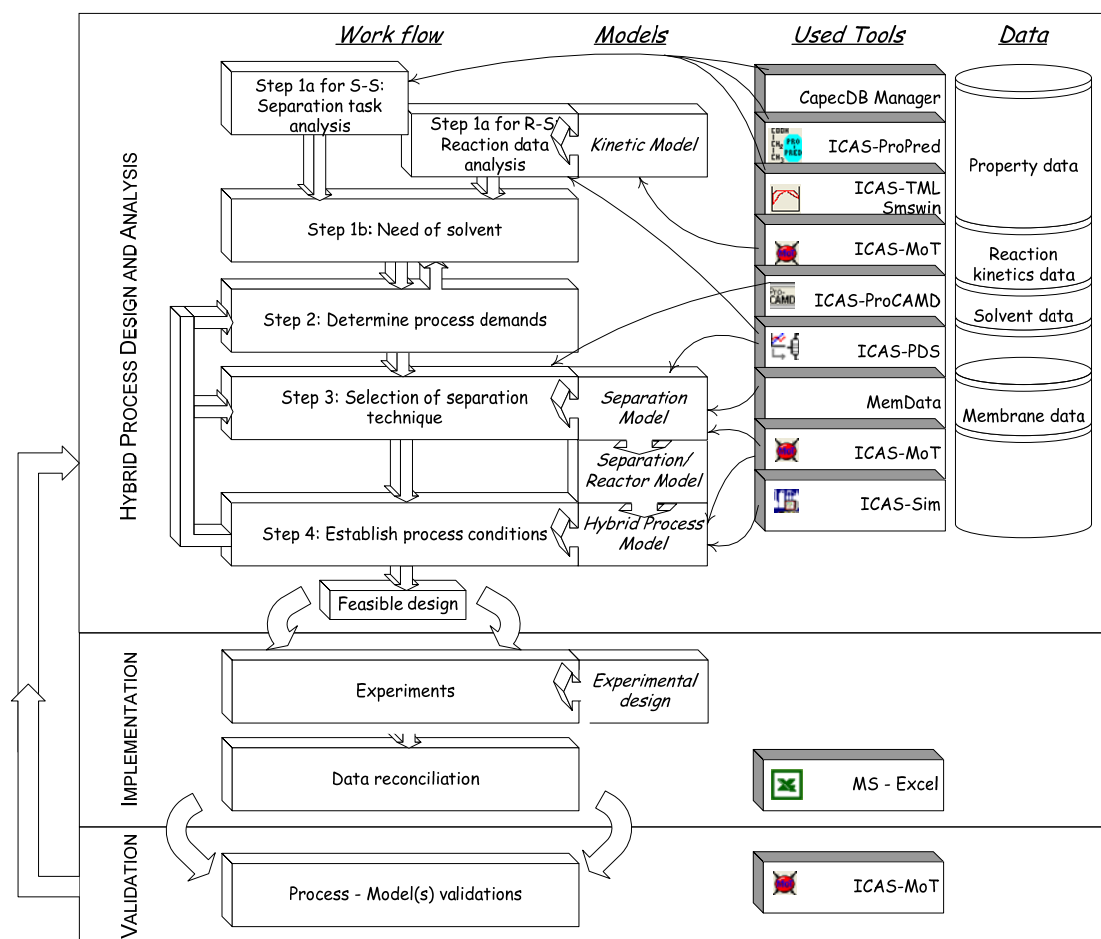 Work flow
Models
Used Tools
Data
HYBRID PROCESS DESIGN AND ANALYSIS
Step 1a for S-S:
Separation task
analysis
Step 1a for R-S:
Reaction data
analysis
Kinetic Model
Step 1b: Need of solvent
Step 2: Determine process demands
Step 3: Selection of separation
technique
Separation
Model
Separation/
Reactor Model
Step 4: Establish process conditions
Hybrid Process
Model
Feasible design
CapecDB Manager
ICAS-ProPred
ICAS-TML
Smswin
ICAS-MoT
ICAS-ProCAMD
ICAS-PDS
MemData
ICAS-MoT
ICAS-Sim
Property data
Reaction
kinetics data
Solvent data
Membrane data
IMPLEMENTATION
Experiments
Experimental
design
Data reconciliation
MS - Excel
VALIDATION
Process - Model(s) validations
ICAS-MoT